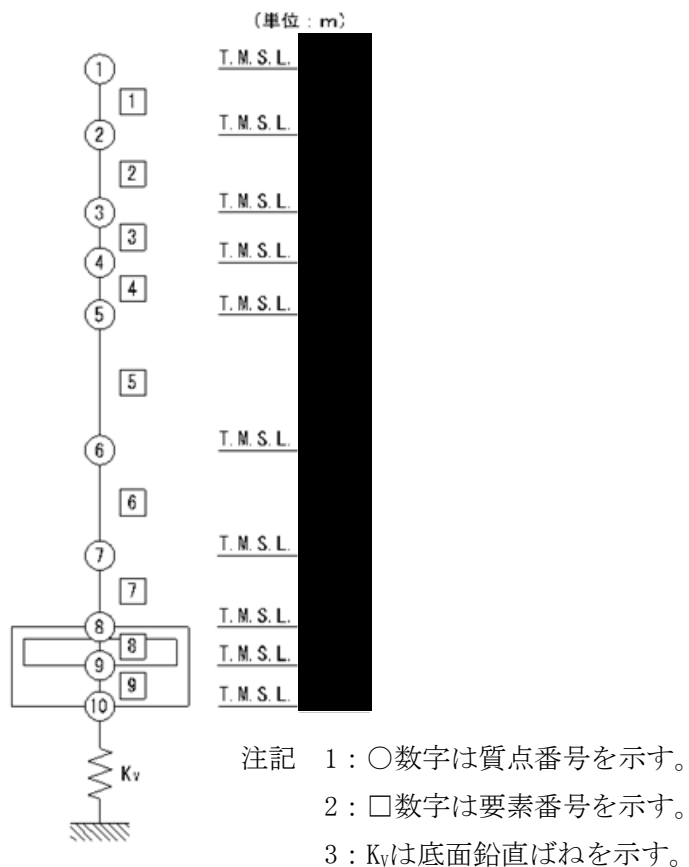 (単位：m)
① T.M.S.L.
1
② T.M.S.L.
2
③ T.M.S.L.
3
④ T.M.S.L.
4
⑤ T.M.S.L.
5
⑥ T.M.S.L.
6
⑦ T.M.S.L.
7
⑧ T.M.S.L.
8
⑨ T.M.S.L.
9
⑩ T.M.S.L.
Kv
注記 1：○数字は質点番号を示す。
2：□数字は要素番号を示す。
3：KVは底面鉛直ばねを示す。